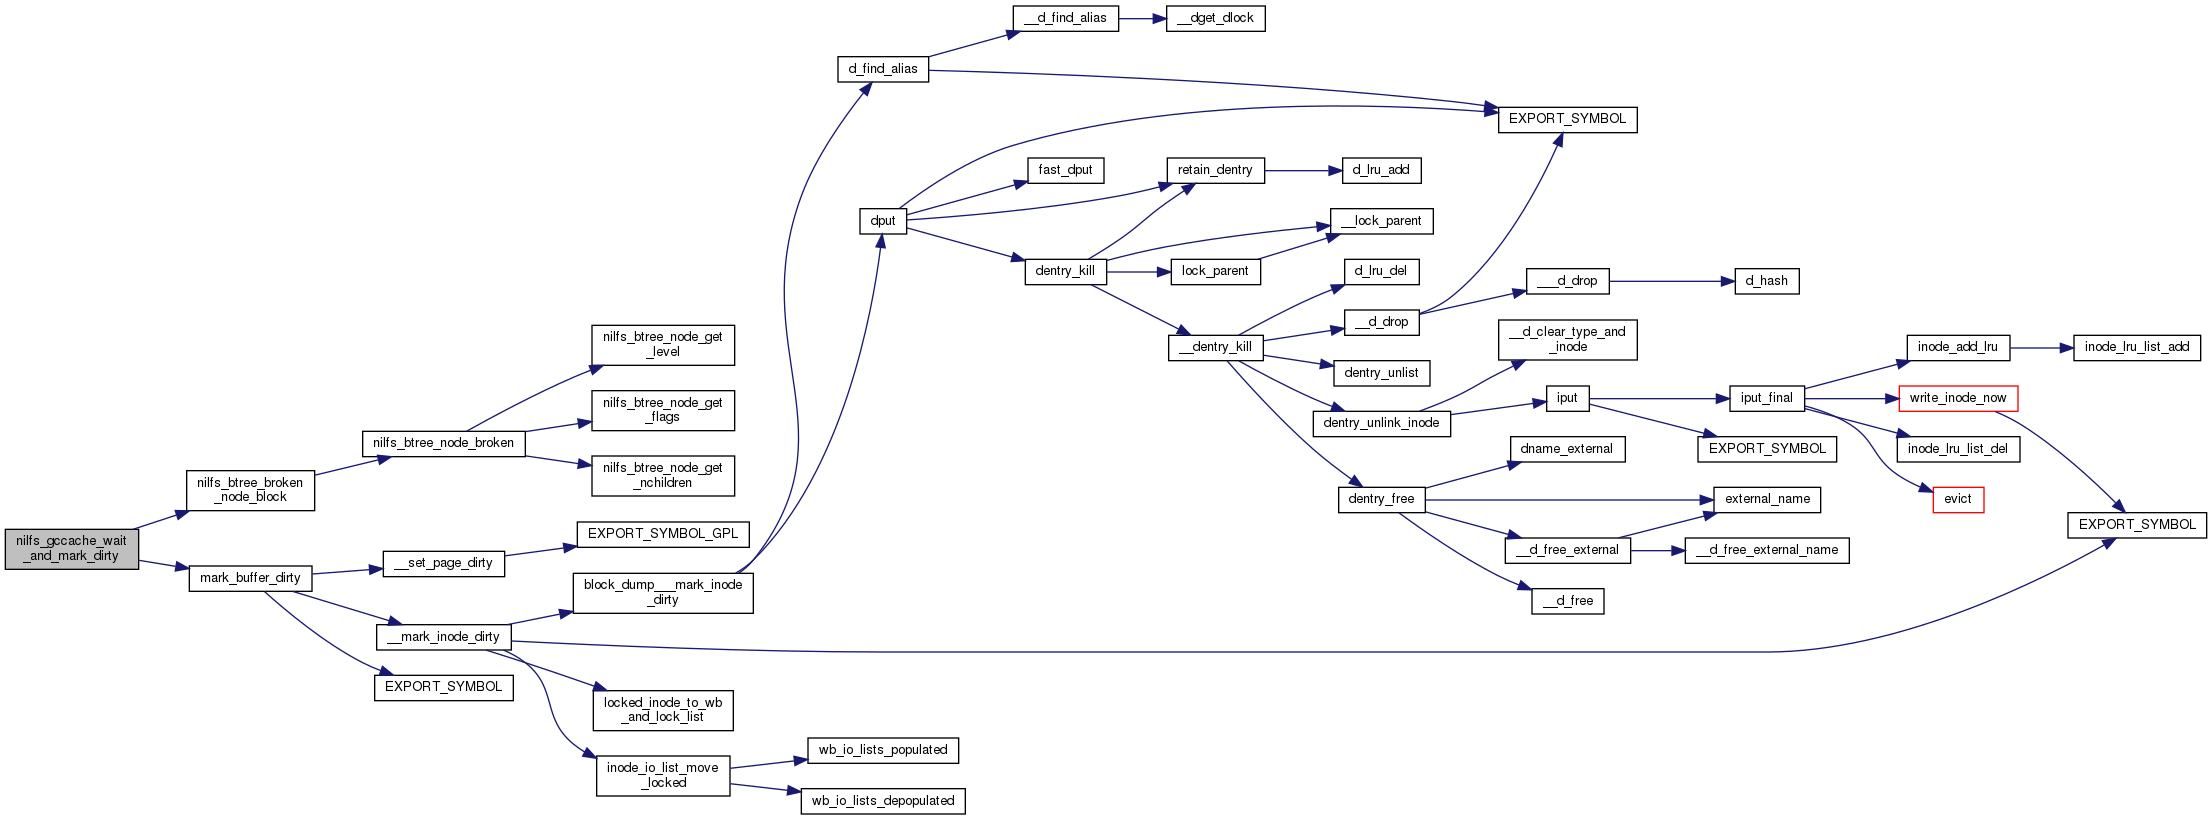 nilfs_gccache_wait
_and_mark_dirty
nilfs_btree_broken
_node_block
mark_buffer_dirty
nilfs_btree_node_broken
__set_page_dirty
__mark_inode_dirty
EXPORT_SYMBOL
nilfs_btree_node_get
_level
nilfs_btree_node_get
_flags
nilfs_btree_node_get
_nchildren
EXPORT_SYMBOL_GPL
block_dump___mark_inode
_dirty
locked_inode_to_wb
_and_lock_list
inode_io_list_move
_locked
d_find_alias
dput
wb_io_lists_populated
wb_io_lists_depopulated
__d_find_alias
fast_dput
dentry_kill
__dget_dlock
retain_dentry
lock_parent
__dentry_kill
d_lru_add
__lock_parent
d_lru_del
__d_drop
dentry_unlist
dentry_unlink_inode
dentry_free
EXPORT_SYMBOL
___d_drop
__d_clear_type_and
_inode
iput
dname_external
__d_free_external
__d_free
d_hash
iput_final
EXPORT_SYMBOL
external_name
__d_free_external_name
inode_add_lru
write_inode_now
inode_lru_list_del
evict
inode_lru_list_add
EXPORT_SYMBOL